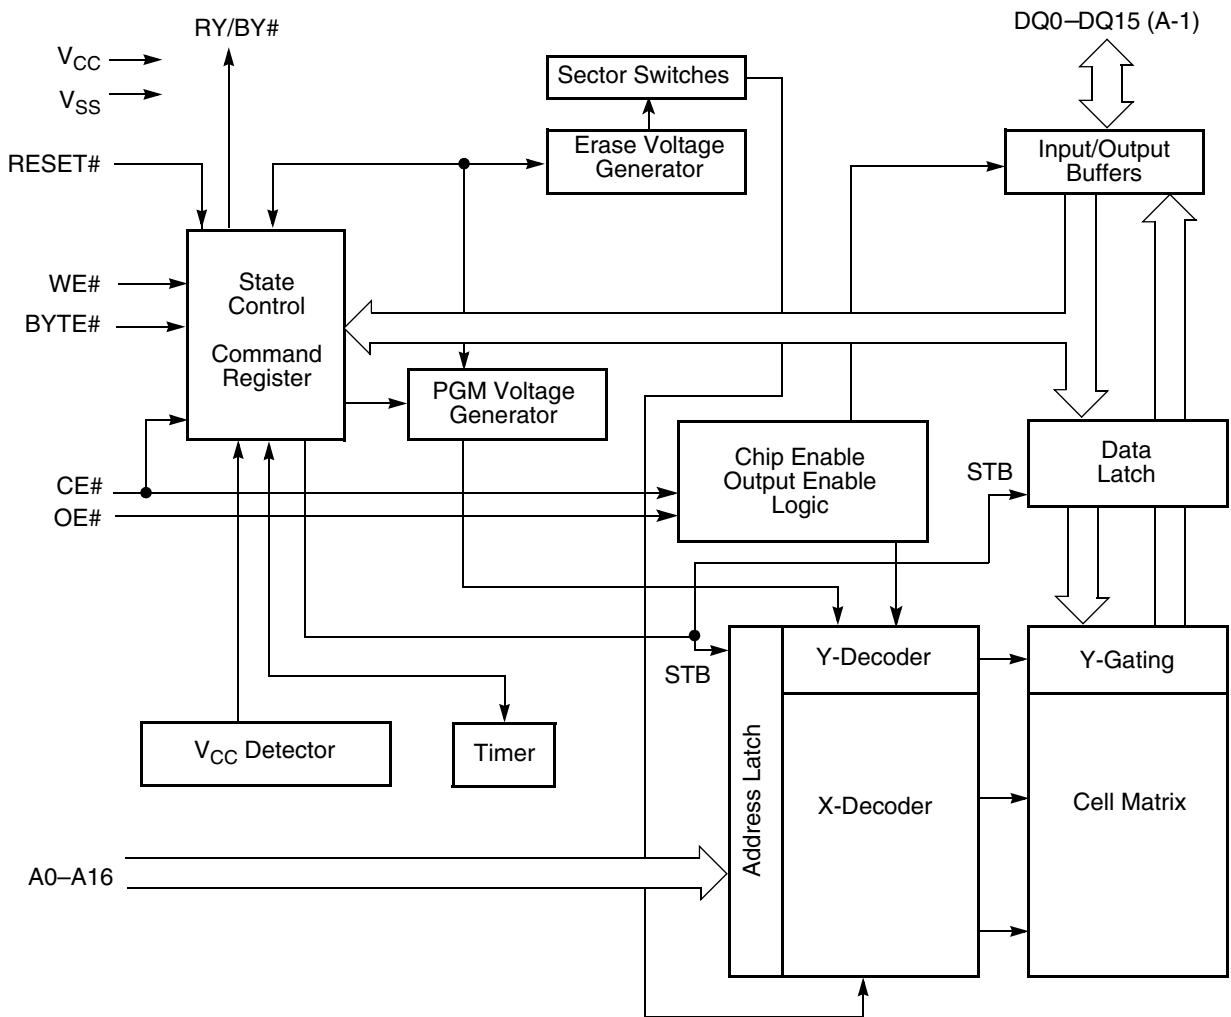 RY/BY#
DQ0–DQ15 (A-1)
VCC
VSS
Sector Switches
Erase Voltage
Generator
Input/Output
Buffers
RESET#
WE#
BYTE#
State
Control
Command
Register
PGM Voltage
Generator
Chip Enable
Output Enable
Logic
STB
Data
Latch
CE#
OE#
STB
Y-Decoder
Y-Gating
VCC Detector
Timer
Address Latch
X-Decoder
Cell Matrix
A0–A16